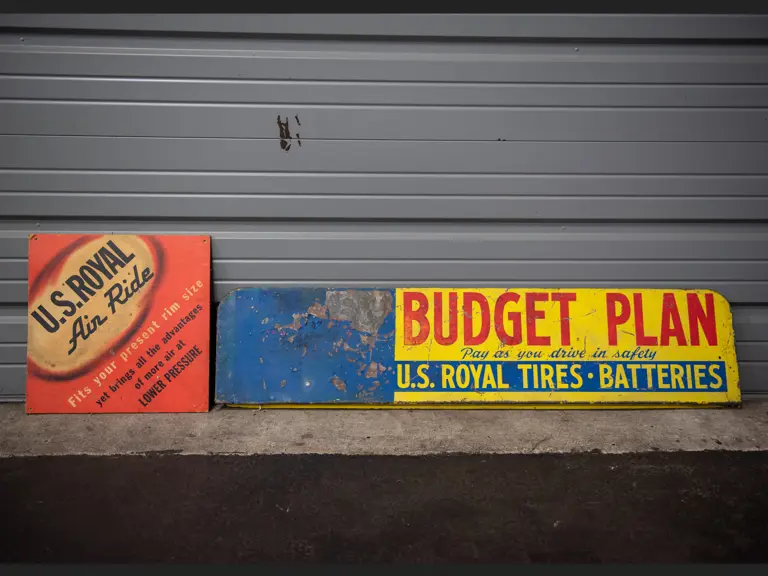 U.S. ROYAL
Air Ride
Fits your present rim size
yet brings all the advantages
of more air at
LOWER PRESSURE
BUDGET PLAN
Pay as you drive in safety
U.S. ROYAL TIRES · BATTERIES